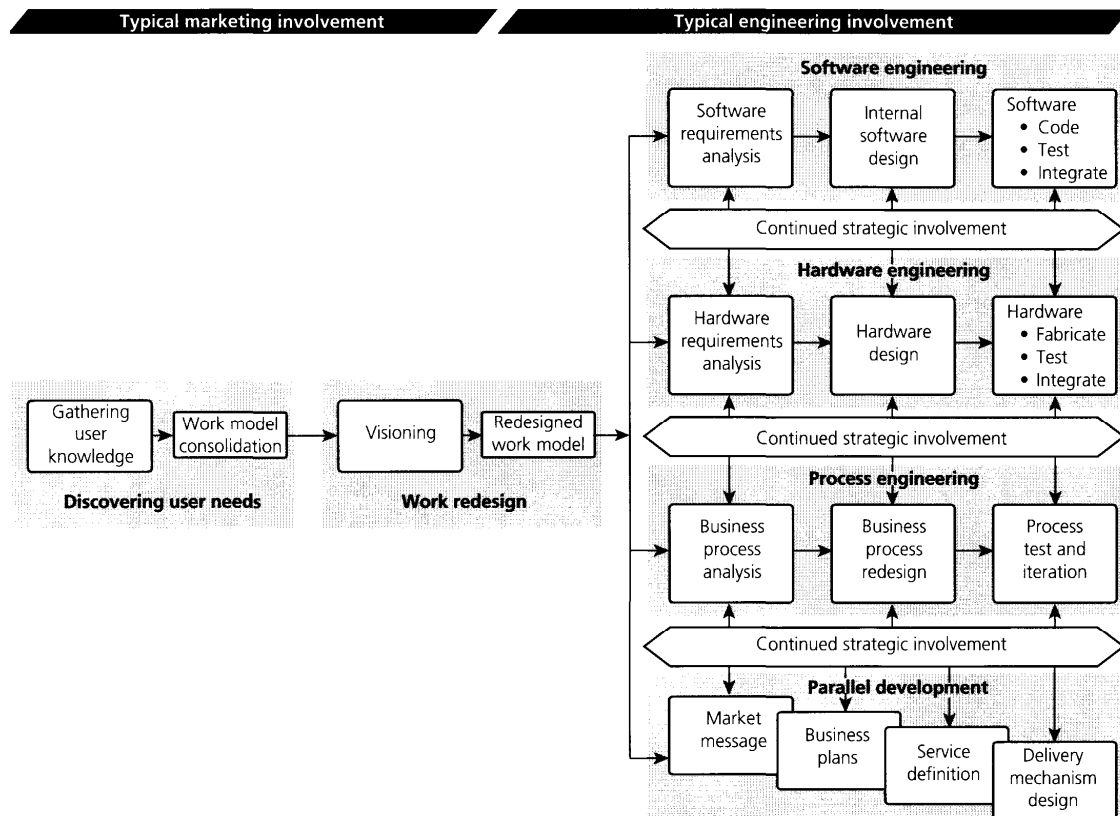 Typical marketing involvement
Typical engineering involvement
Software engineering
Software
requirements
analysis
Internal
software
design
Software
• Code
• Test
• Integrate
Continued strategic involvement
Hardware engineering
Hardware
requirements
analysis
Hardware
design
Hardware
• Fabricate
• Test
• Integrate
Gathering
user
knowledge
Work model
consolidation
Discovering user needs
Visioning
Redesigned
work model
Work redesign
Continued strategic involvement
Process engineering
Business
process
analysis
Business
process
redesign
Process
test and
iteration
Continued strategic involvement
Parallel development
Market
message
Business
plans
Service
definition
Delivery
mechanism
design